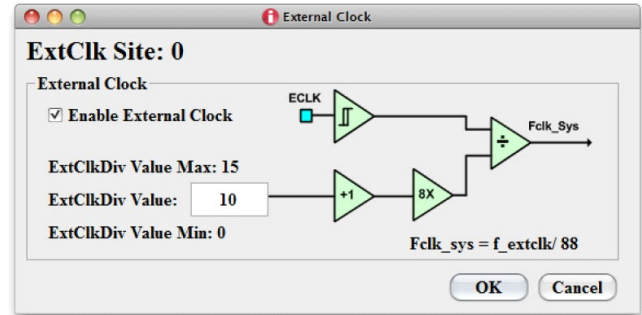 External Clock
ExtClk Site: 0
External Clock
Enable External Clock
ECLK
Fclk_Sys
÷
ExtClkDiv Value Max: 15
ExtClkDiv Value: 10
+1
8X
ExtClkDiv Value Min: 0
Fclk_sys = f_extclk/ 88
OK Cancel